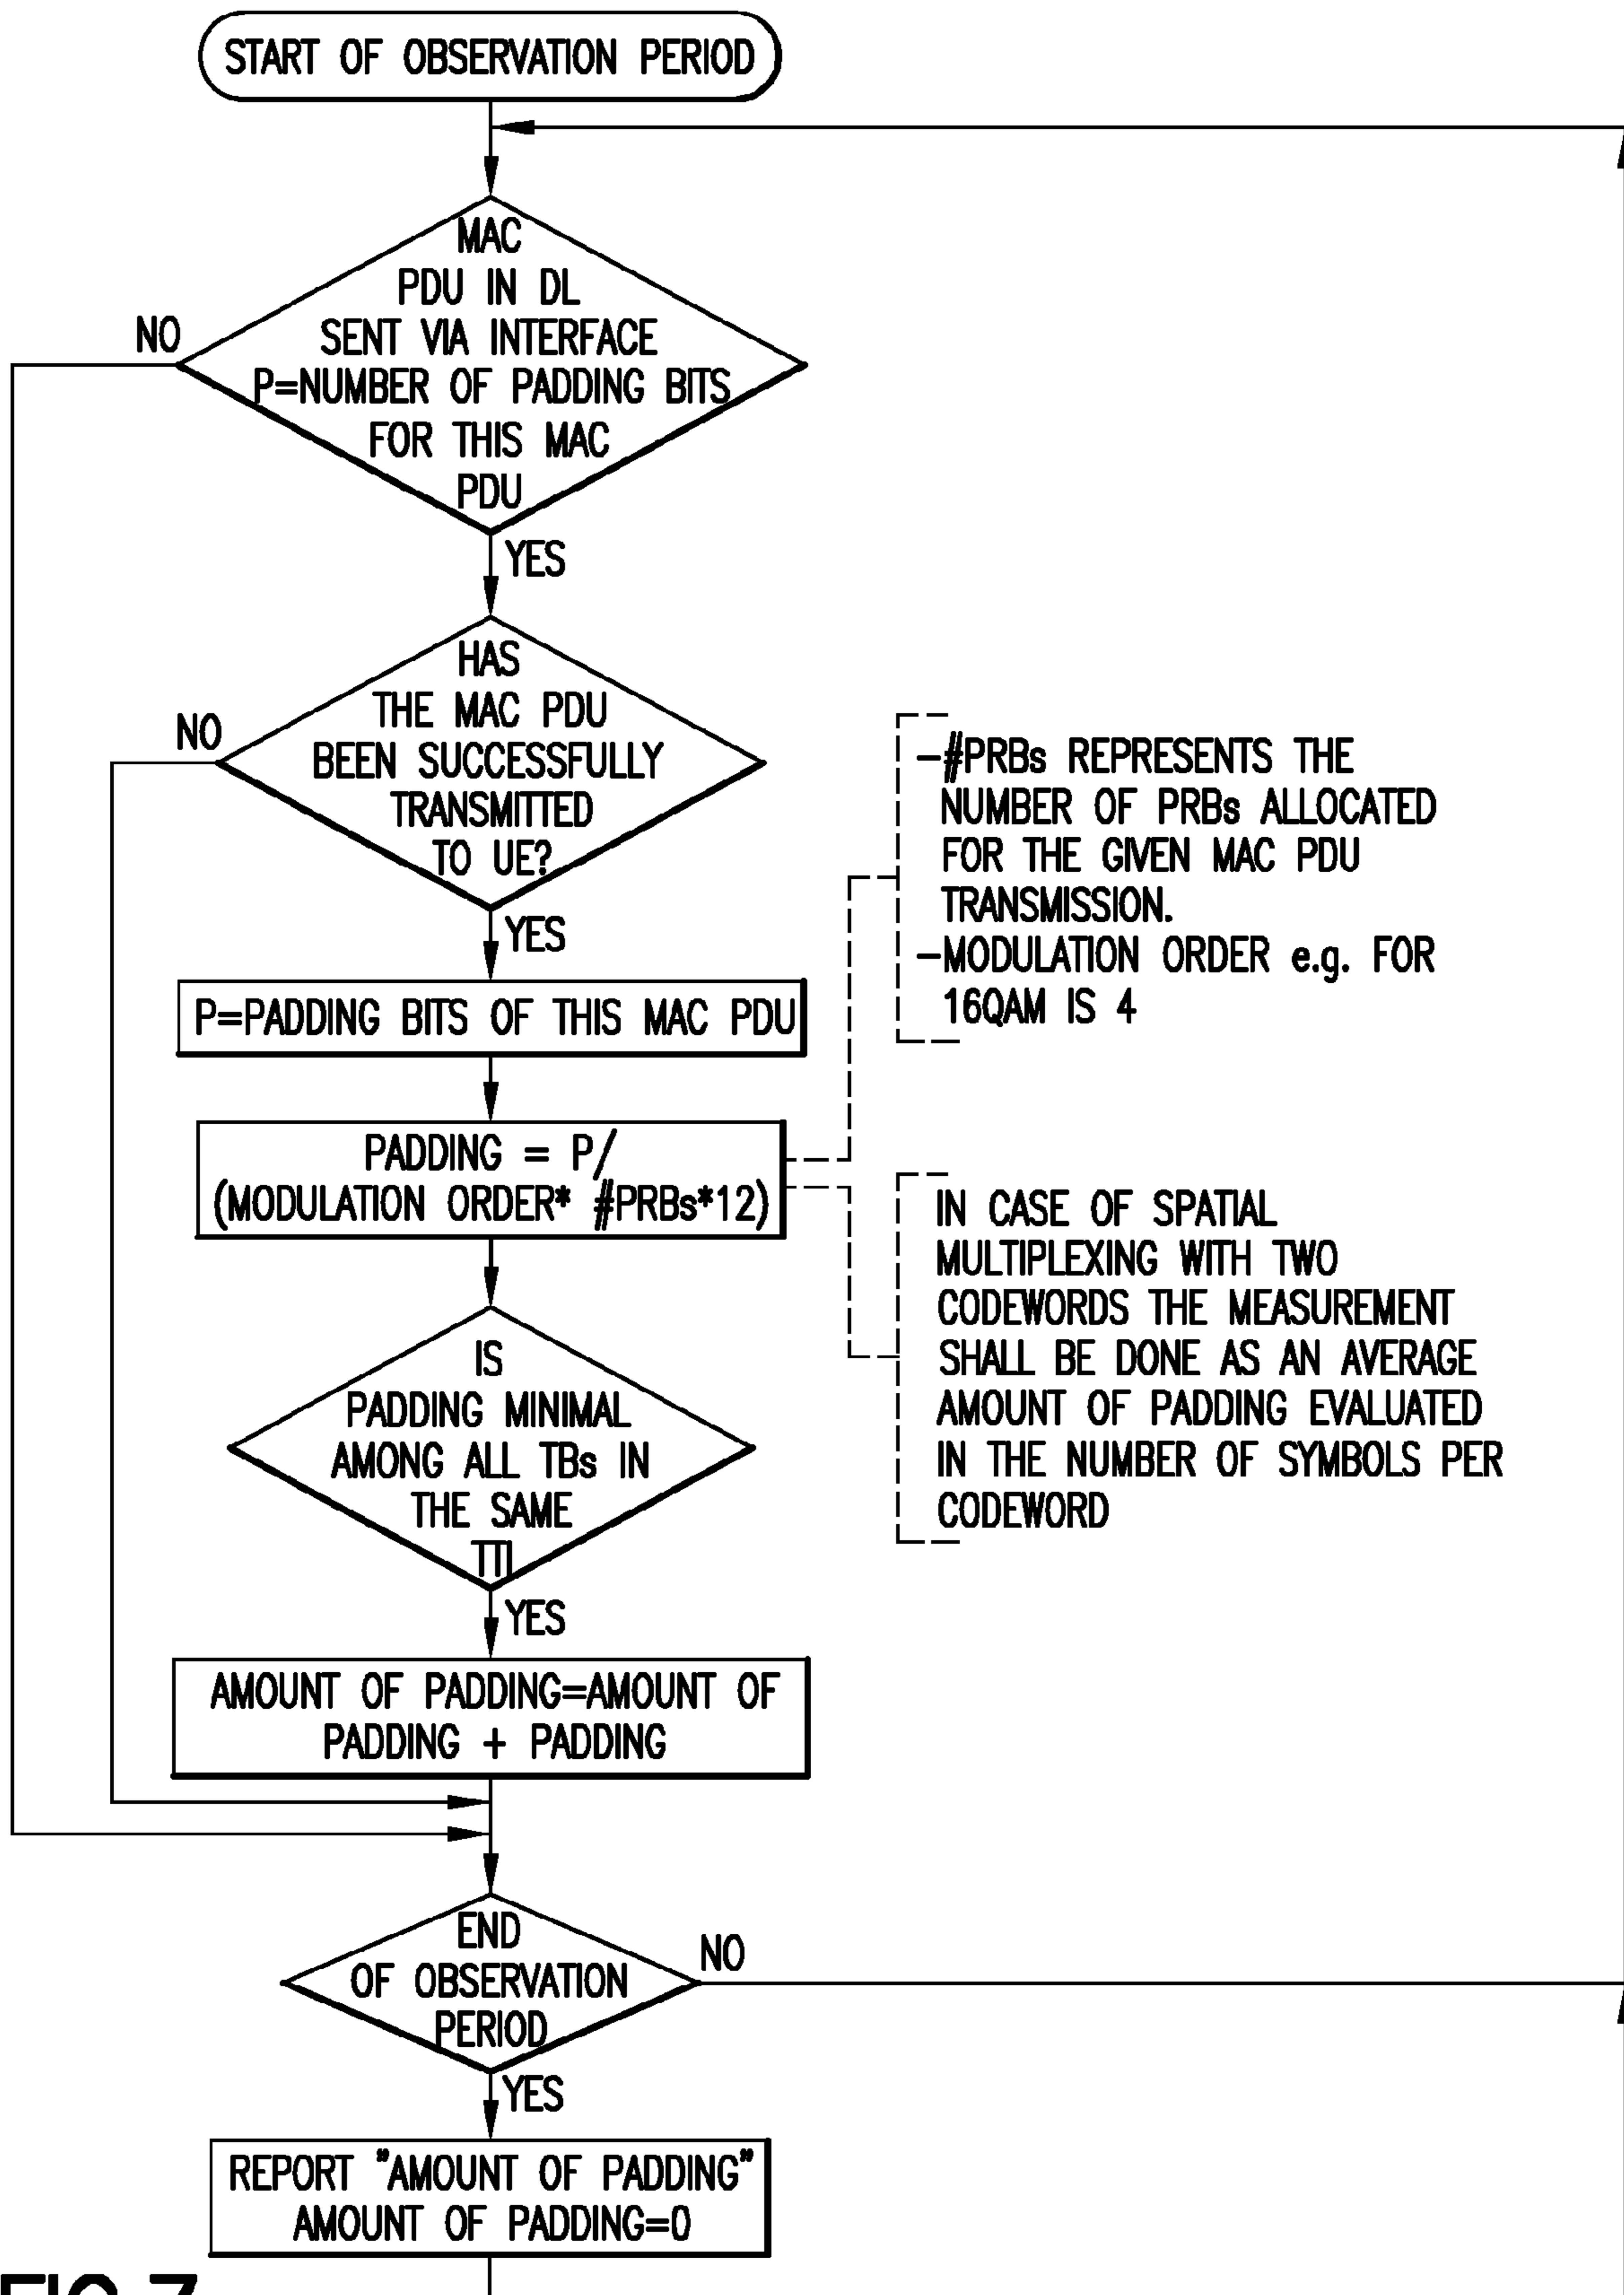 START OF OBSERVATION PERIOD
MAC
PDU IN DL
SENT VIA INTERFACE
P=NUMBER OF PADDING BITS
FOR THIS MAC
PDU
NO
YES
HAS
THE MAC PDU
BEEN SUCCESSFULLY
TRANSMITTED
TO UE?
NO
YES
P=PADDING BITS OF THIS MAC PDU
PADDING = P/
(MODULATION ORDER* #PRBs*12)
-#PRBs REPRESENTS THE
NUMBER OF PRBs ALLOCATED
FOR THE GIVEN MAC PDU
TRANSMISSION.
-MODULATION ORDER e.g. FOR
16QAM IS 4
IN CASE OF SPATIAL
MULTIPLEXING WITH TWO
CODEWORDS THE MEASUREMENT
SHALL BE DONE AS AN AVERAGE
AMOUNT OF PADDING EVALUATED
IN THE NUMBER OF SYMBOLS PER
CODEWORD
IS
PADDING MINIMAL
AMONG ALL TBs IN
THE SAME
TTI
YES
AMOUNT OF PADDING=AMOUNT OF
PADDING + PADDING
END
OF OBSERVATION
PERIOD
NO
YES
REPORT "AMOUNT OF PADDING"
AMOUNT OF PADDING=0